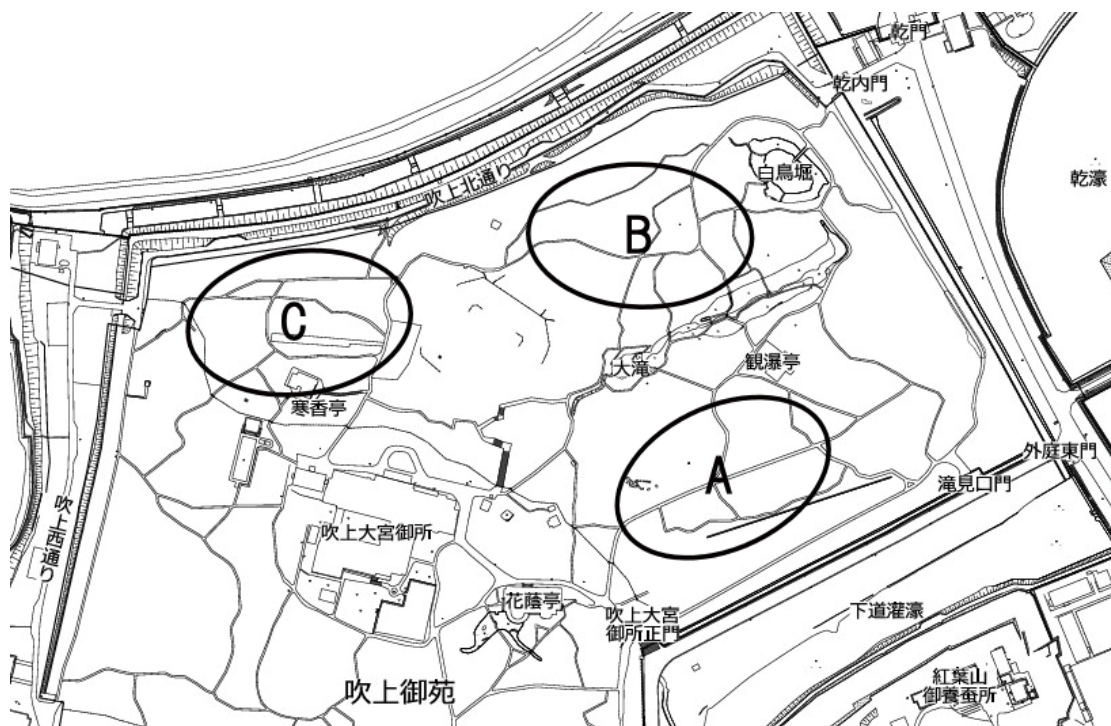 乾門
乾内門
白鳥堀
乾濠
吹上北通り
B
C
大滝
観瀑亭
寒香亭
A
外庭東門
滝見口門
吹上西通り
吹上大宮御所
花蔭亭
吹上大宮
御所正門
下道灌濠
紅葉山
御養蚕所
吹上御苑